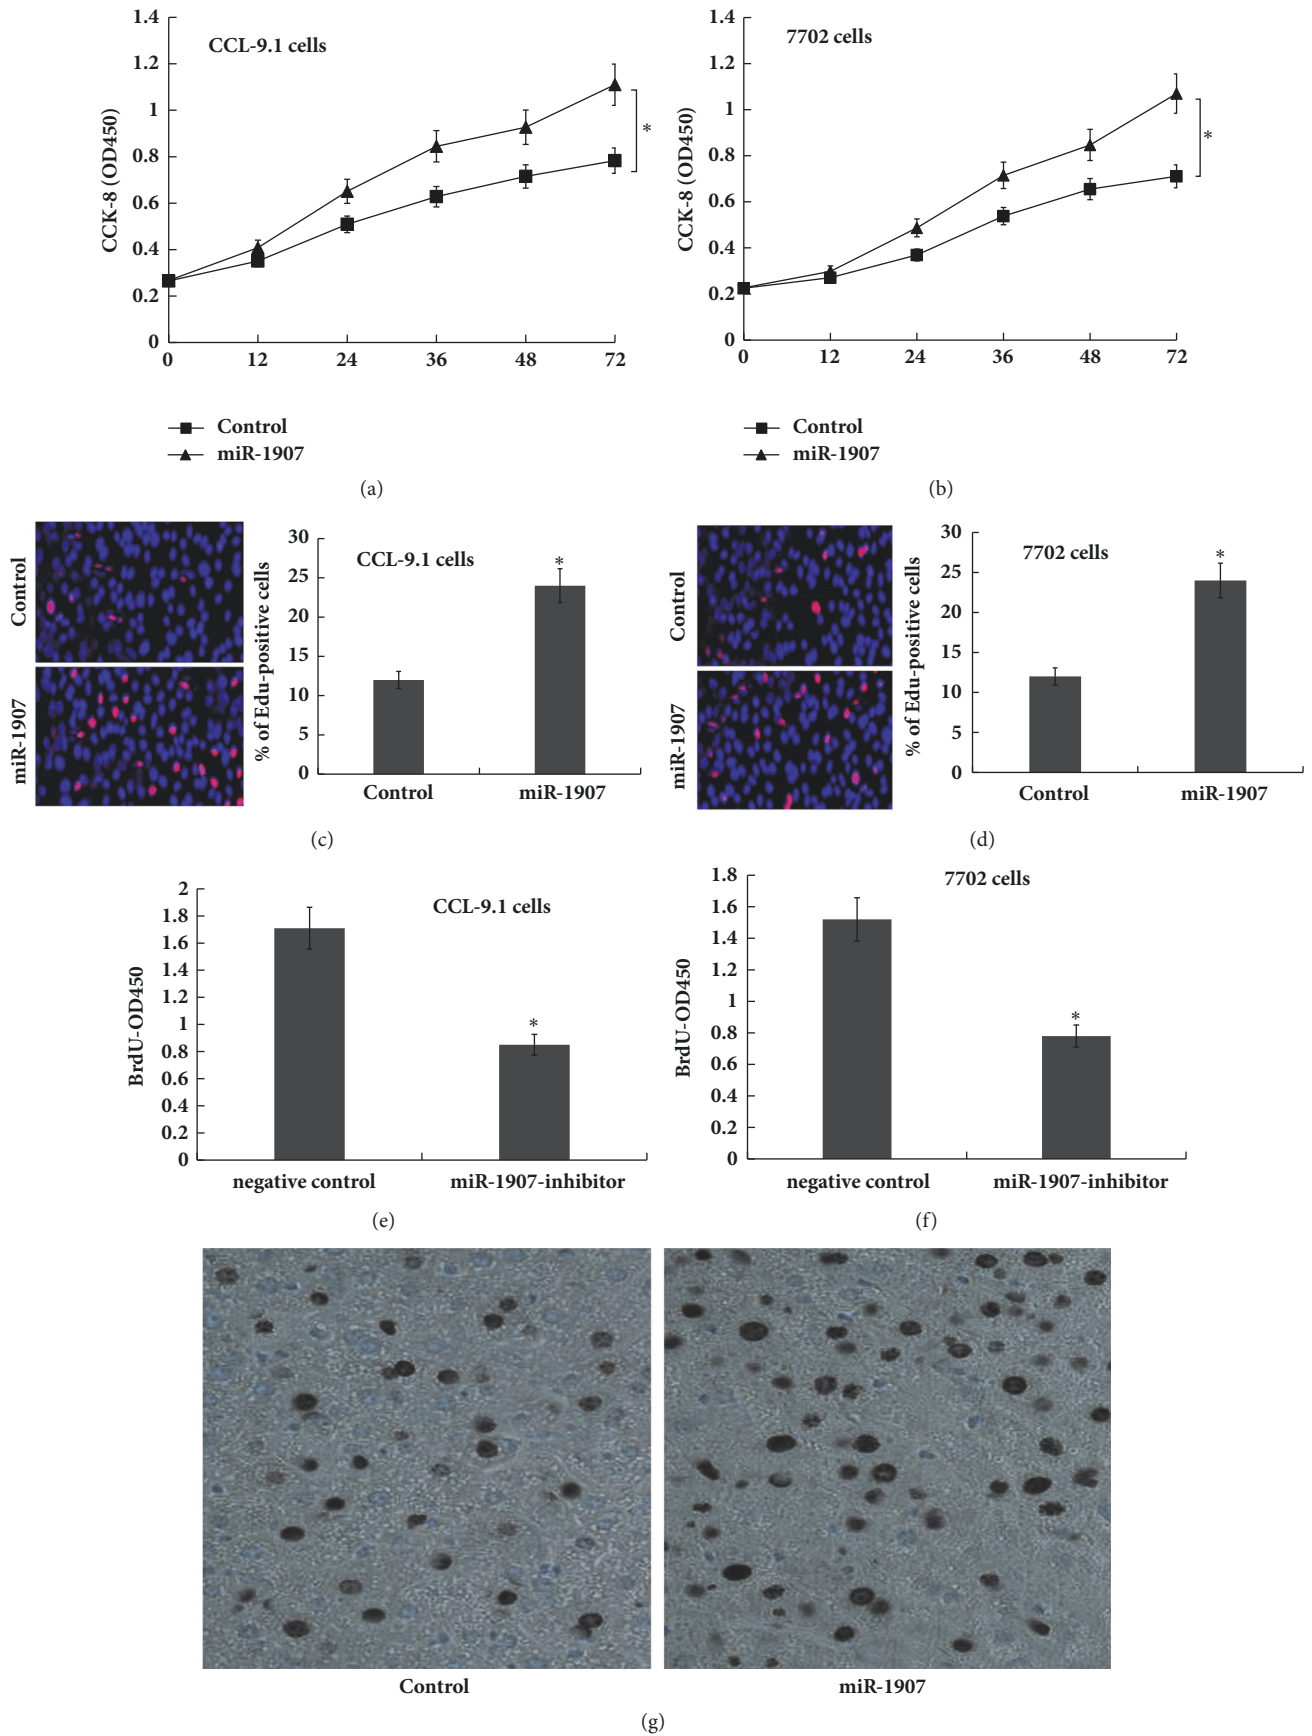 1.4
1.2
1
0.8
0.6
0.4
0.2
0
CCK-8 (OD450)
CCL-9.1 cells
*
0 12 24 36 48 72
Control
miR-1907
(a)
1.4
1.2
1
0.8
0.6
0.4
0.2
0
CCK-8 (OD450)
7702 cells
*
0 12 24 36 48 72
Control
miR-1907
(b)
Control
miR-1907
% of Edu-positive cells
30
25
20
15
10
5
0
CCL-9.1 cells
*
Control miR-1907
(c)
Control
miR-1907
% of Edu-positive cells
30
25
20
15
10
5
0
7702 cells
*
Control miR-1907
(d)
BrdU-OD450
2
1.8
1.6
1.4
1.2
1
0.8
0.6
0.4
0.2
0
CCL-9.1 cells
*
negative control miR-1907-inhibitor
(e)
BrdU-OD450
1.8
1.6
1.4
1.2
1
0.8
0.6
0.4
0.2
0
7702 cells
*
negative control miR-1907-inhibitor
(f)
Control miR-1907
(g)